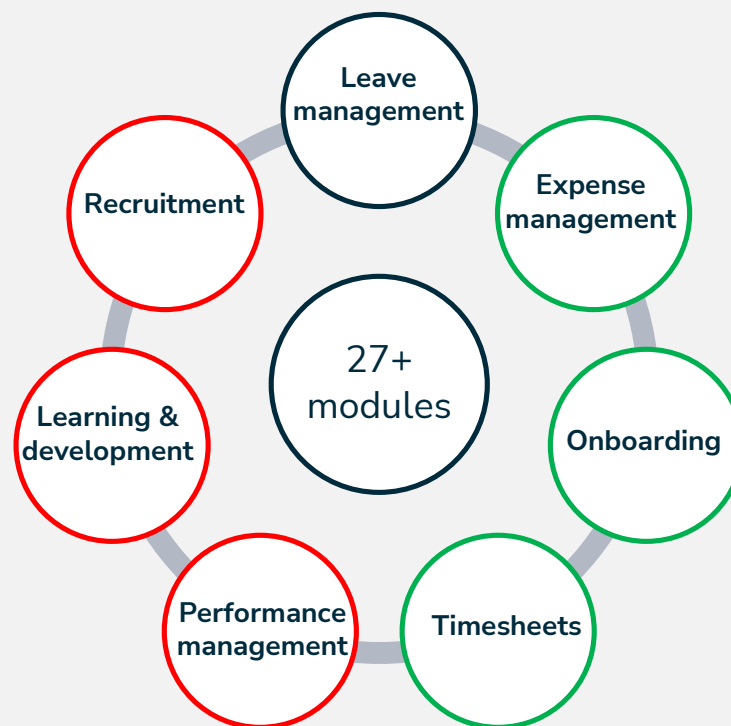 Leave
management
Expense
management
Onboarding
Timesheets
Performance
management
Learning &
development
Recruitment
27+
modules